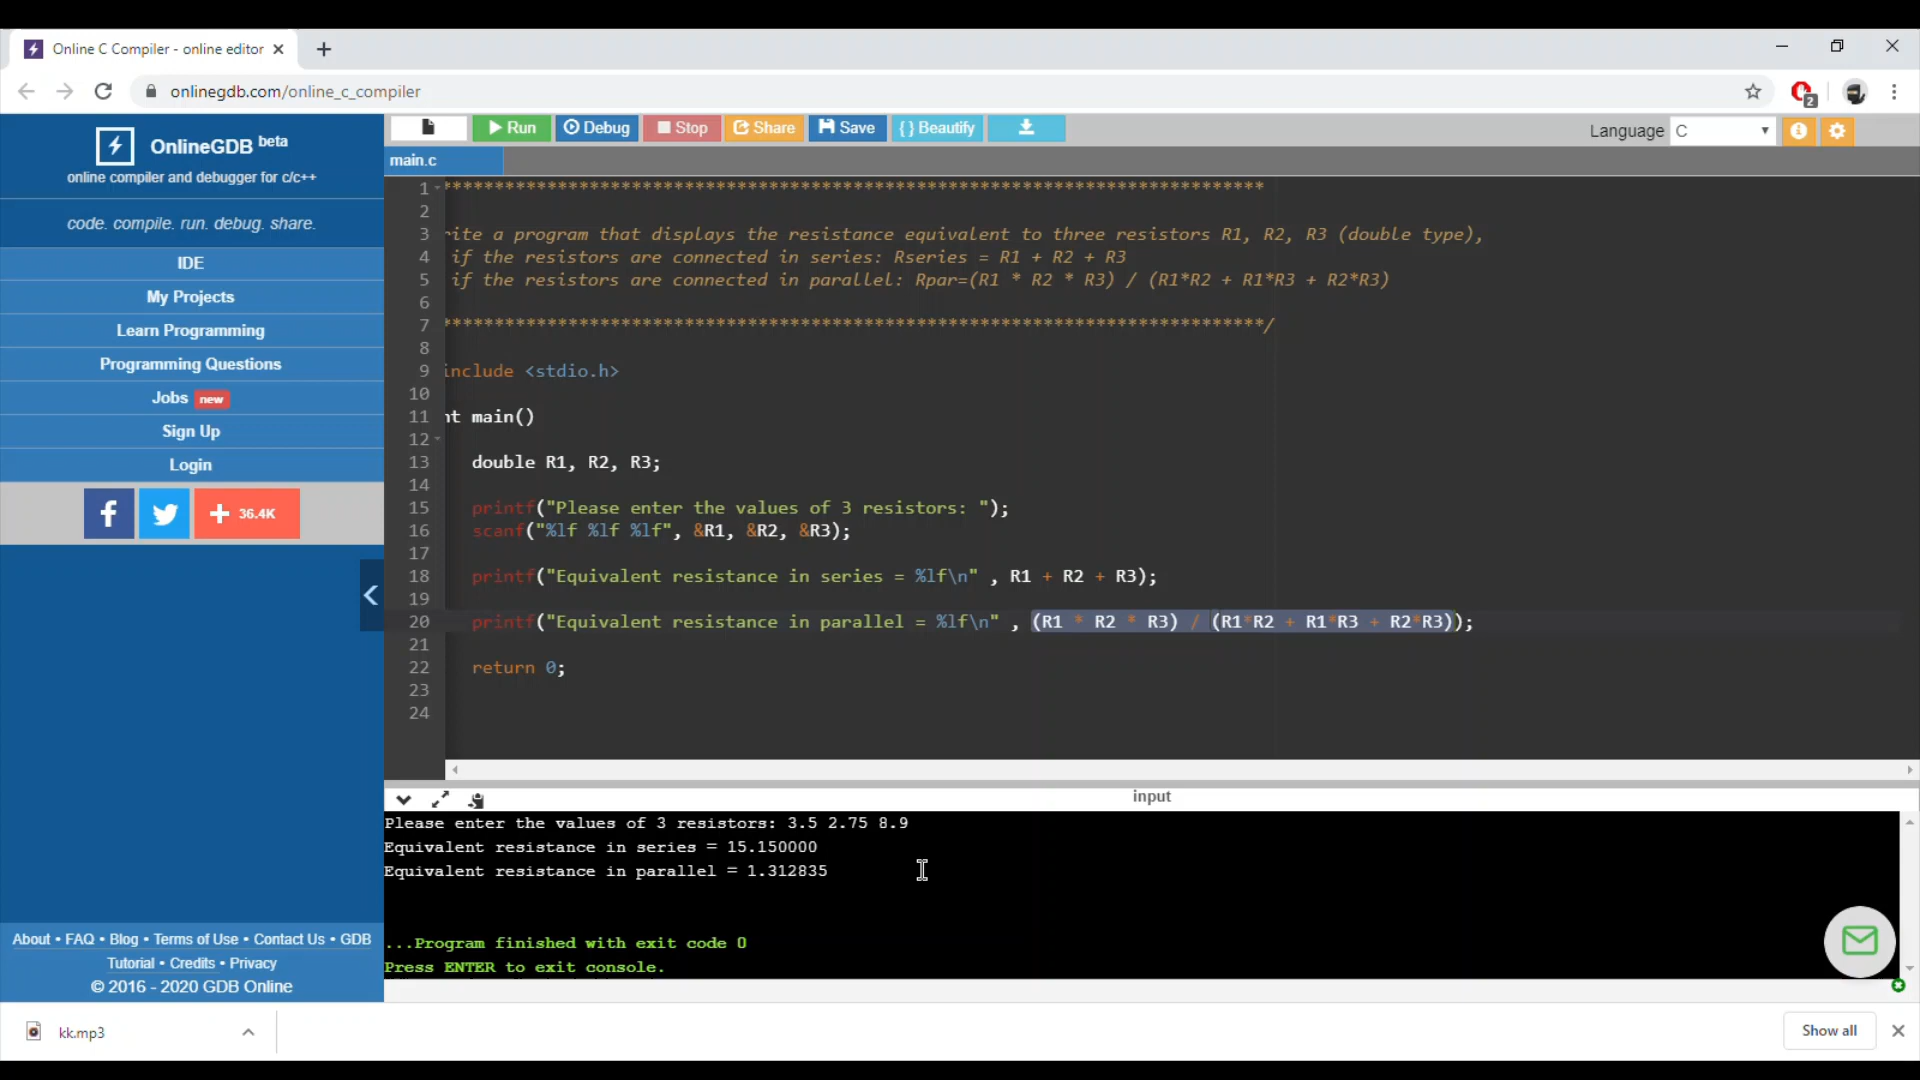 Online C Compiler - online editor
onlinegdb.com/online_c_compiler
2
OnlineGDB beta
online compiler and debugger for c/c++
code. compile. run. debug. share.
IDE
My Projects
Learn Programming
Programming Questions
Jobs new
Sign Up
Login
f
+ 36.4K
About • FAQ • Blog • Terms of Use • Contact Us • GDB
Tutorial • Credits • Privacy
© 2016 - 2020 GDB Online
Run Debug Stop Share Save { } Beautify
Language C
main.c
1 ******************************************************************************
2
3 rite a program that displays the resistance equivalent to three resistors R1, R2, R3 (double type),
4 if the resistors are connected in series: Rseries = R1 + R2 + R3
5 if the resistors are connected in parallel: Rpar=(R1 * R2 * R3) / (R1*R2 + R1*R3 + R2*R3)
6
7 ******************************************************************************/
8
9 include <stdio.h>
10
11 nt main()
12
13 double R1, R2, R3;
14
15 printf("Please enter the values of 3 resistors: ");
16 scanf("%lf %lf %lf", &R1, &R2, &R3);
17
18 printf("Equivalent resistance in series = %lf\n" , R1 + R2 + R3);
19
20 printf("Equivalent resistance in parallel = %lf\n" , (R1 * R2 * R3) / (R1*R2 + R1*R3 + R2*R3));
21
22 return 0;
23
24
input
Please enter the values of 3 resistors: 3.5 2.75 8.9
Equivalent resistance in series = 15.150000
Equivalent resistance in parallel = 1.312835
...Program finished with exit code 0
Press ENTER to exit console.
kk.mp3
Show all